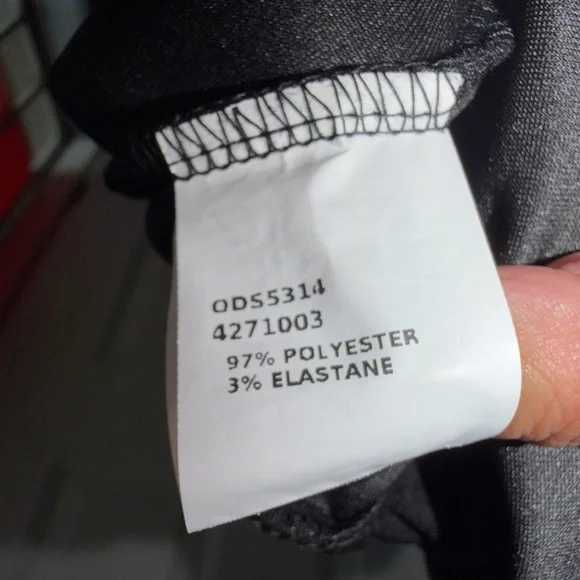 ODS5314
4271003
97% POLYESTER
3% ELASTANE